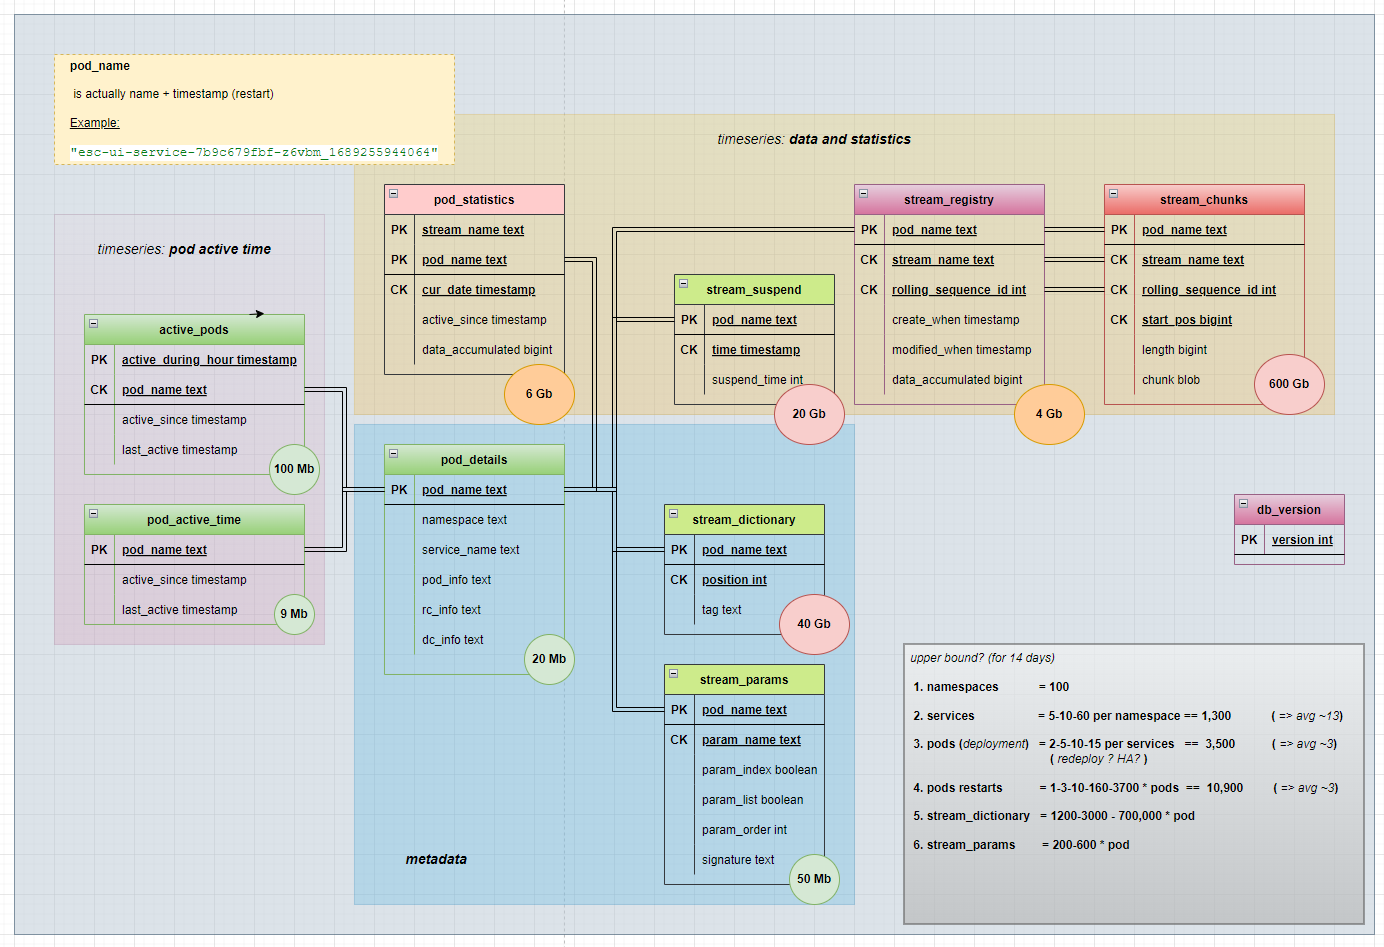 pod_name
is actually name + timestamp (restart)
Example:
"esc-ui-service-7b9c679fbf-z6vbm_1689255944064"
timeseries: data and statistics
timeseries: pod active time
pod_statistics
PK stream_name text
PK pod_name text
CK cur_date timestamp
active_since timestamp
data_accumulated bigint
6 Gb
stream_suspend
PK pod_name text
CK time timestamp
suspend_time int
20 Gb
stream_registry
PK pod_name text
CK stream_name text
CK rolling_sequence_id int
create_when timestamp
modified_when timestamp
data_accumulated bigint
4 Gb
stream_chunks
PK pod_name text
CK stream_name text
CK rolling_sequence_id int
CK start_pos bigint
length bigint
chunk blob
600 Gb
active_pods
PK active_during_hour timestamp
CK pod_name text
active_since timestamp
last_active timestamp
100 Mb
pod_active_time
PK pod_name text
active_since timestamp
last_active timestamp
9 Mb
pod_details
PK pod_name text
namespace text
service_name text
pod_info text
rc_info text
dc_info text
20 Mb
stream_dictionary
PK pod_name text
CK position int
tag text
40 Gb
stream_params
PK pod_name text
CK param_name text
param_index boolean
param_list boolean
param_order int
signature text
50 Mb
metadata
db_version
PK version int
upper bound? (for 14 days)
1. namespaces = 100
2. services = 5-10-60 per namespace == 1,300 ( => avg ~13)
3. pods (deployment) = 2-5-10-15 per services == 3,500 ( => avg ~3)
( redeploy ? HA? )
4. pods restarts = 1-3-10-160-3700 * pods == 10,900 ( => avg ~3)
5. stream_dictionary = 1200-3000 - 700,000 * pod
6. stream_params = 200-600 * pod